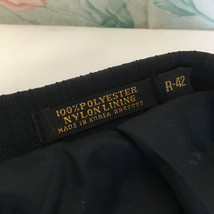 100% POLYESTER
NYLON LINING
MADE IN KOREA
R-42